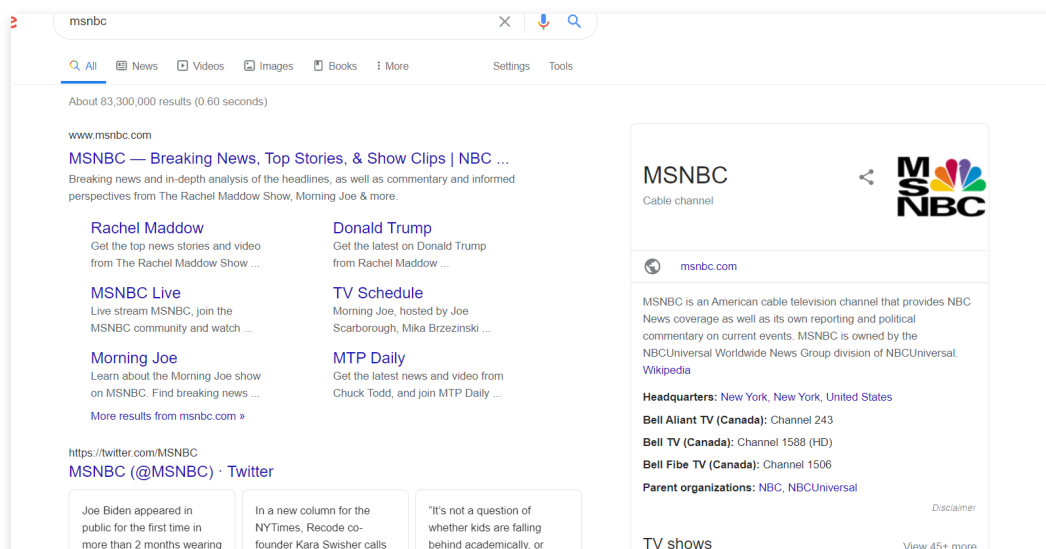 msnbc
All News Videos Images Books More Settings Tools
About 83,300,000 results (0.60 seconds)
www.msnbc.com
MSNBC — Breaking News, Top Stories, & Show Clips | NBC ...
Breaking news and in-depth analysis of the headlines, as well as commentary and informed
perspectives from The Rachel Maddow Show, Morning Joe & more.
Rachel Maddow
Get the top news stories and video
from The Rachel Maddow Show ...
Donald Trump
Get the latest on Donald Trump
from Rachel Maddow ...
MSNBC Live
Live stream MSNBC, join the
MSNBC community and watch ...
TV Schedule
Morning Joe, hosted by Joe
Scarborough, Mika Brzezinski ...
Morning Joe
Learn about the Morning Joe show
on MSNBC. Find breaking news ...
MTP Daily
Get the latest news and video from
Chuck Todd, and join MTP Daily ...
More results from msnbc.com »
https://twitter.com/MSNBC
MSNBC (@MSNBC) · Twitter
Joe Biden appeared in
public for the first time in
more than 2 months wearing
In a new column for the
NYTimes, Recode co-
founder Kara Swisher calls
"It's not a question of
whether kids are falling
behind academically, or
MSNBC
Cable channel
M
S
NBC
msnbc.com
MSNBC is an American cable television channel that provides NBC
News coverage as well as its own reporting and political
commentary on current events. MSNBC is owned by the
NBCUniversal Worldwide News Group division of NBCUniversal.
Wikipedia
Headquarters: New York, New York, United States
Bell Aliant TV (Canada): Channel 243
Bell TV (Canada): Channel 1588 (HD)
Bell Fibe TV (Canada): Channel 1506
Parent organizations: NBC, NBCUniversal
Disclaimer
TV shows
View 45+ more